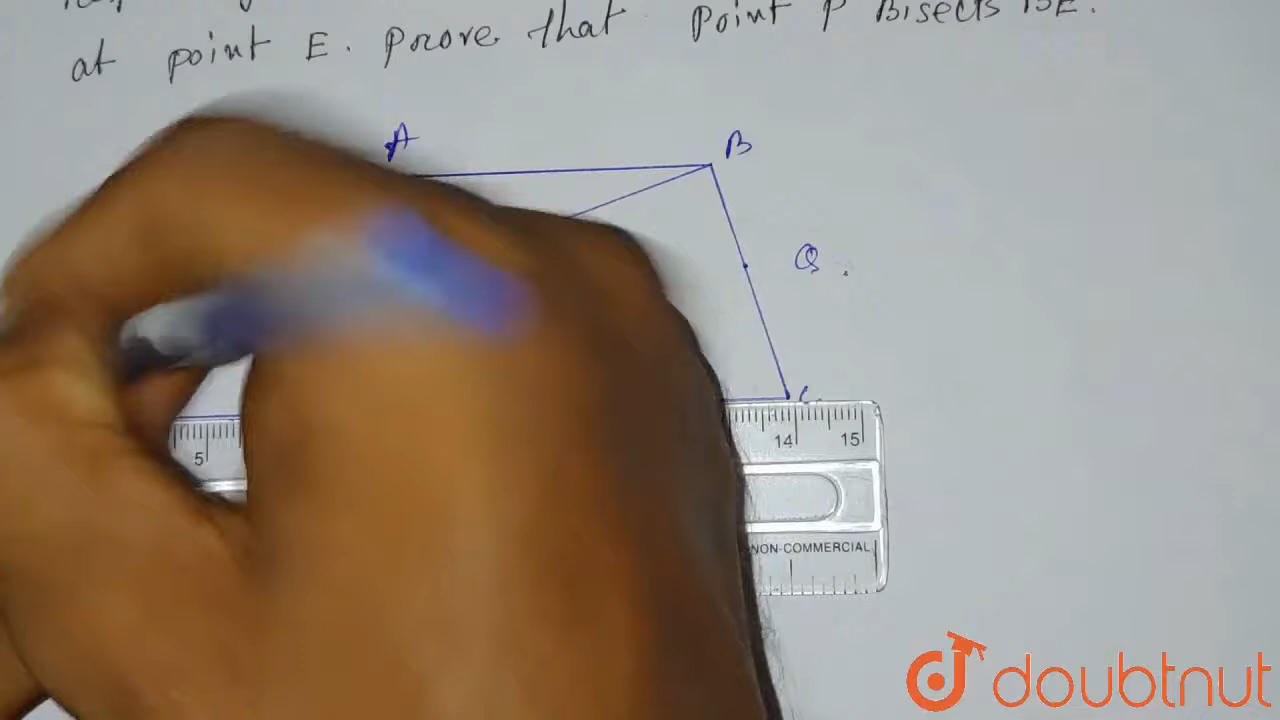 at point E. Prove that Point P Bisects BE.
A
B
Q.
C
5
14 15
NON-COMMERCIAL
doubtnut